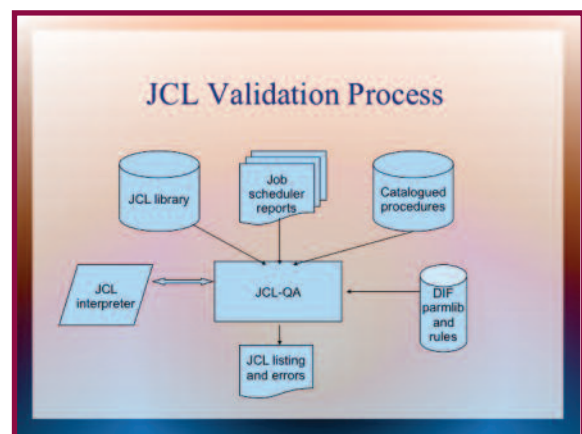 JCL Validation Process
JCL library
Job
scheduler
reports
Catalogued
procedures
JCL
interpreter
JCL-QA
DIF
parmlib
and
rules
JCL listing
and errors